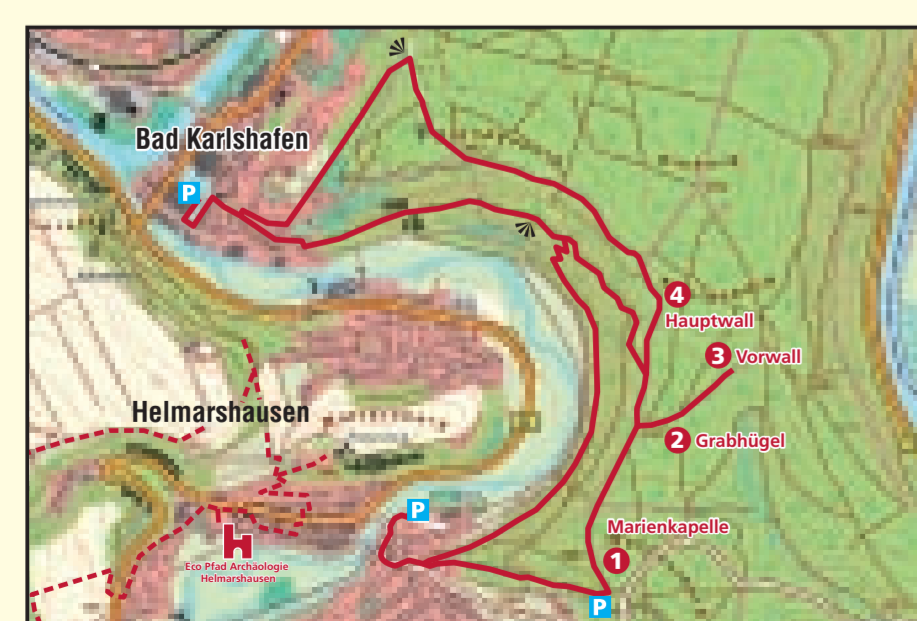 Bad Karlshafen
P
4
Hauptwall
3 Vorwall
Helmarshausen
2 Grabhügel
P
Marienkapelle
H
1
Eco Pfad Archäologie
Helmarshausen
P